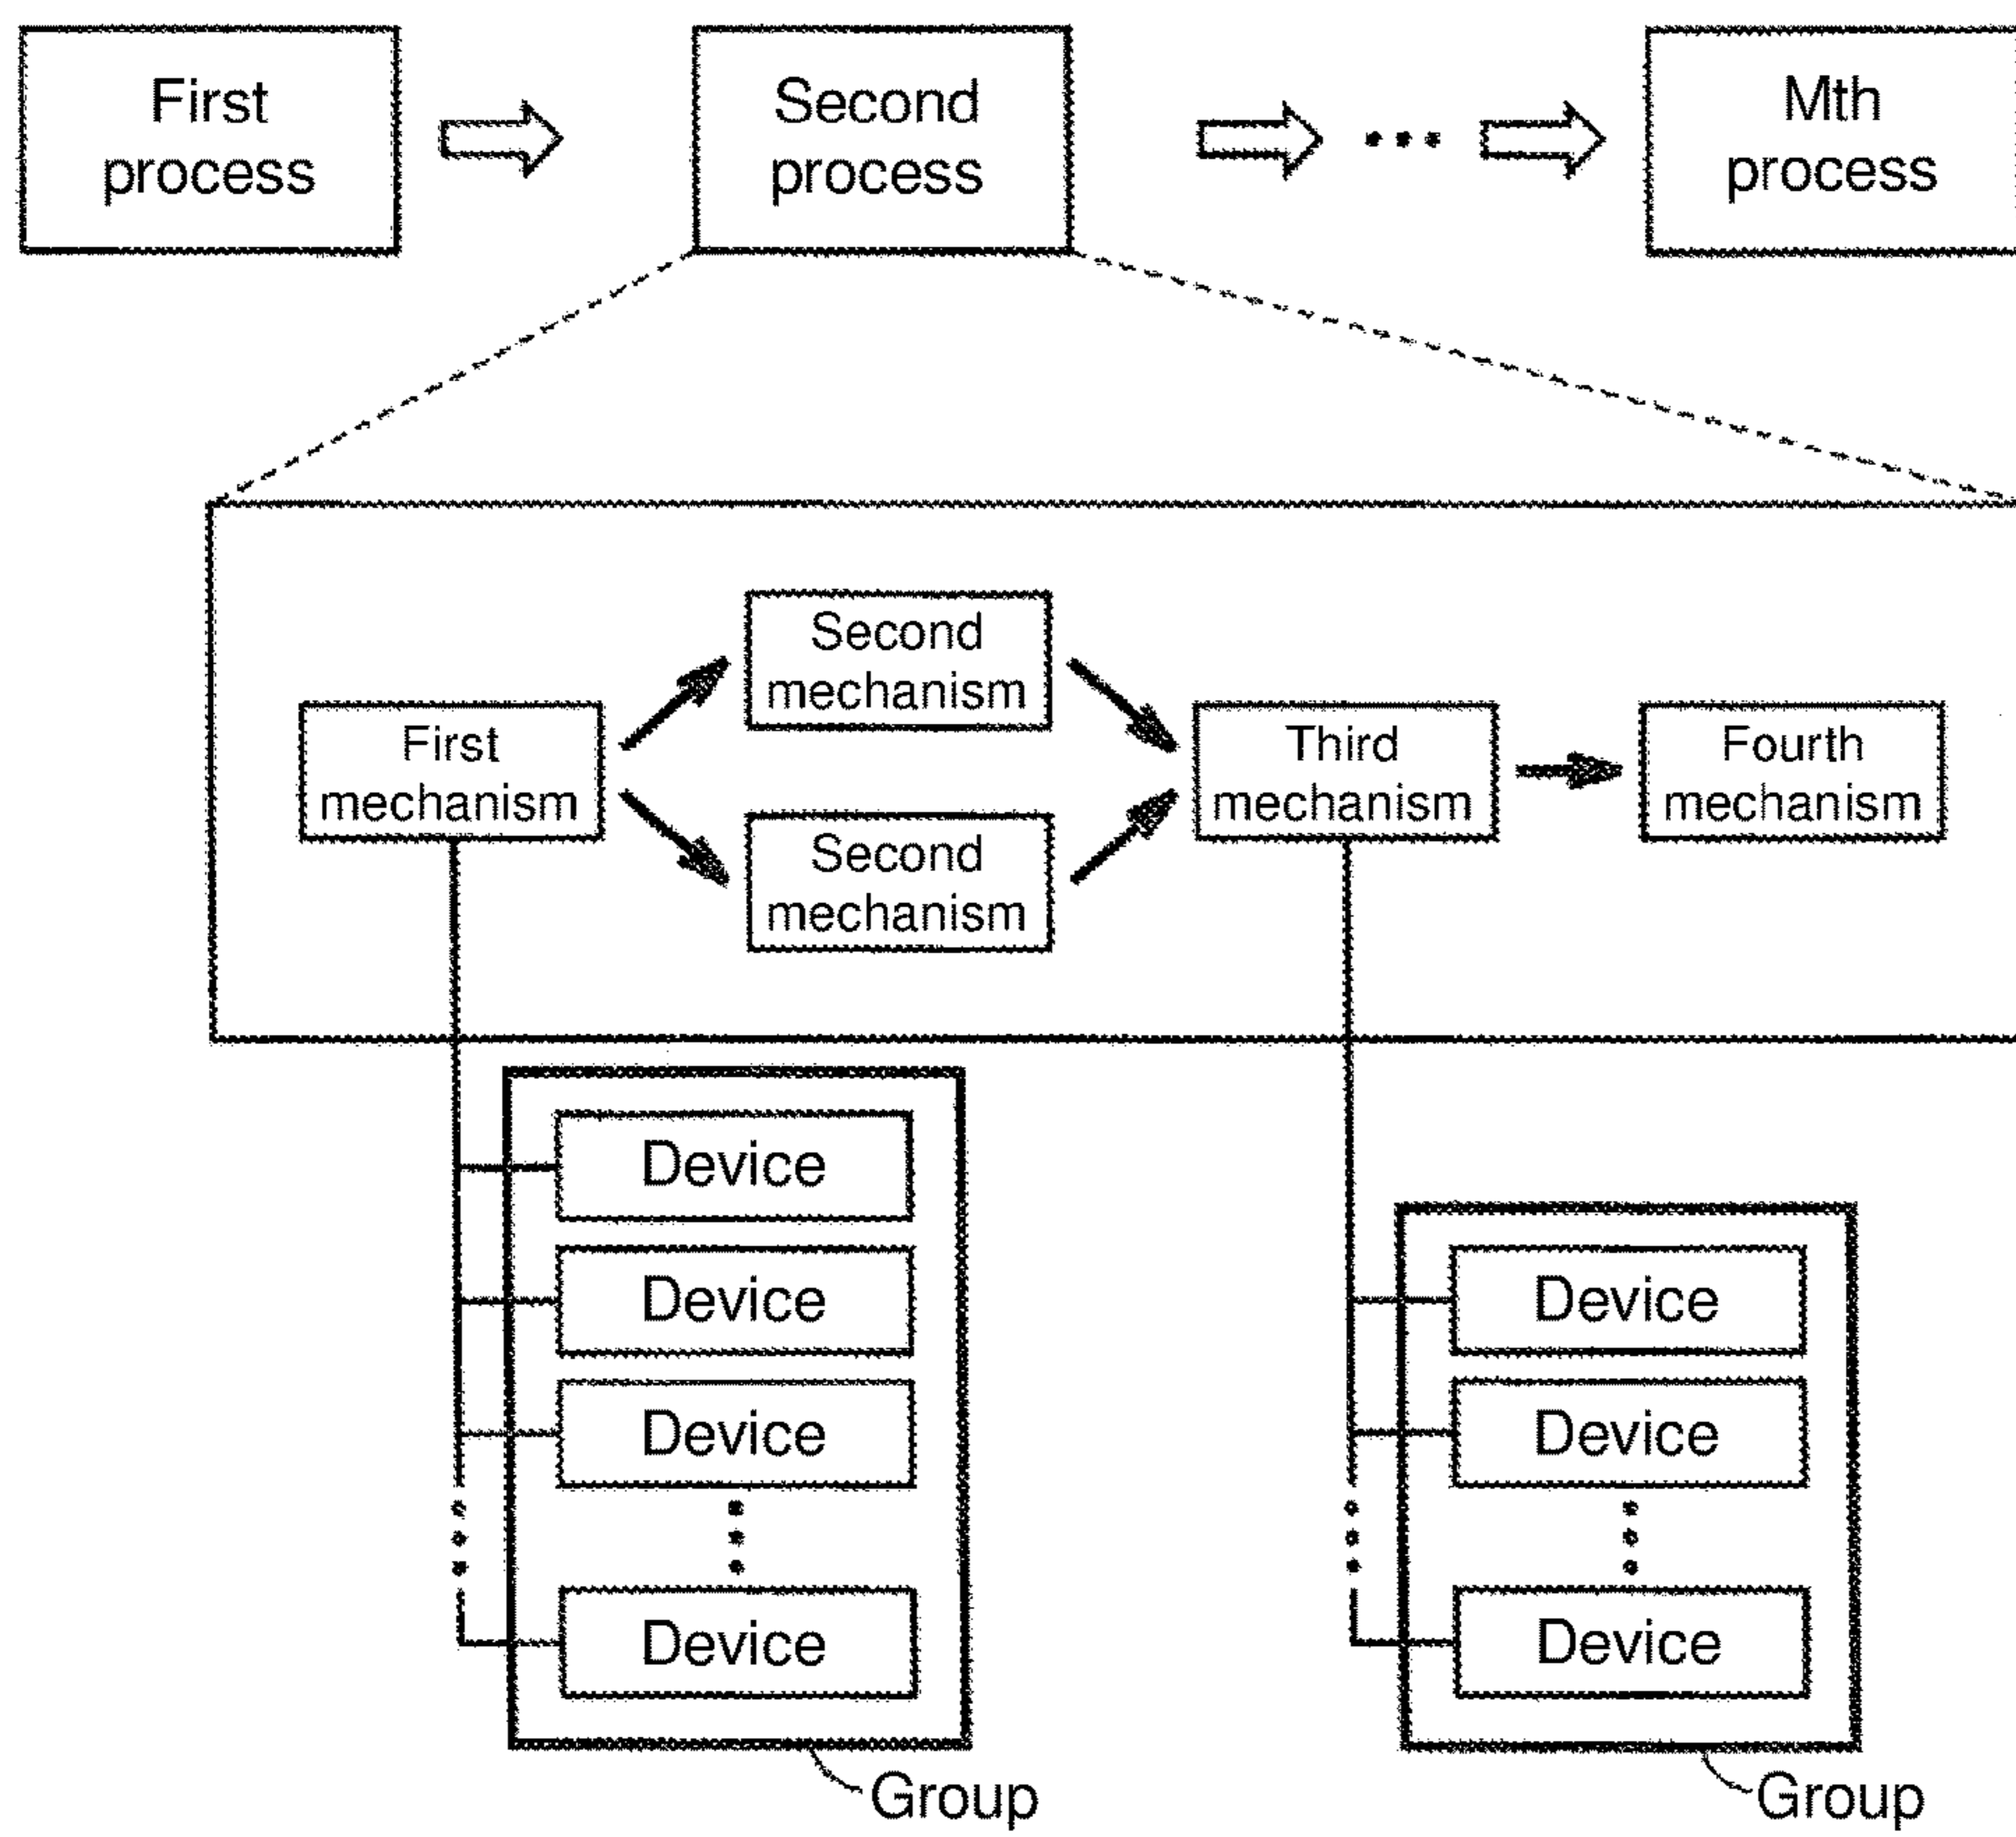 First
process
Second
process
Mth
process
Second
mechanism
First
mechanism
Third
mechanism
Fourth
mechanism
Second
mechanism
Device
Device
Device
Device
Group
Device
Device
Device
Group